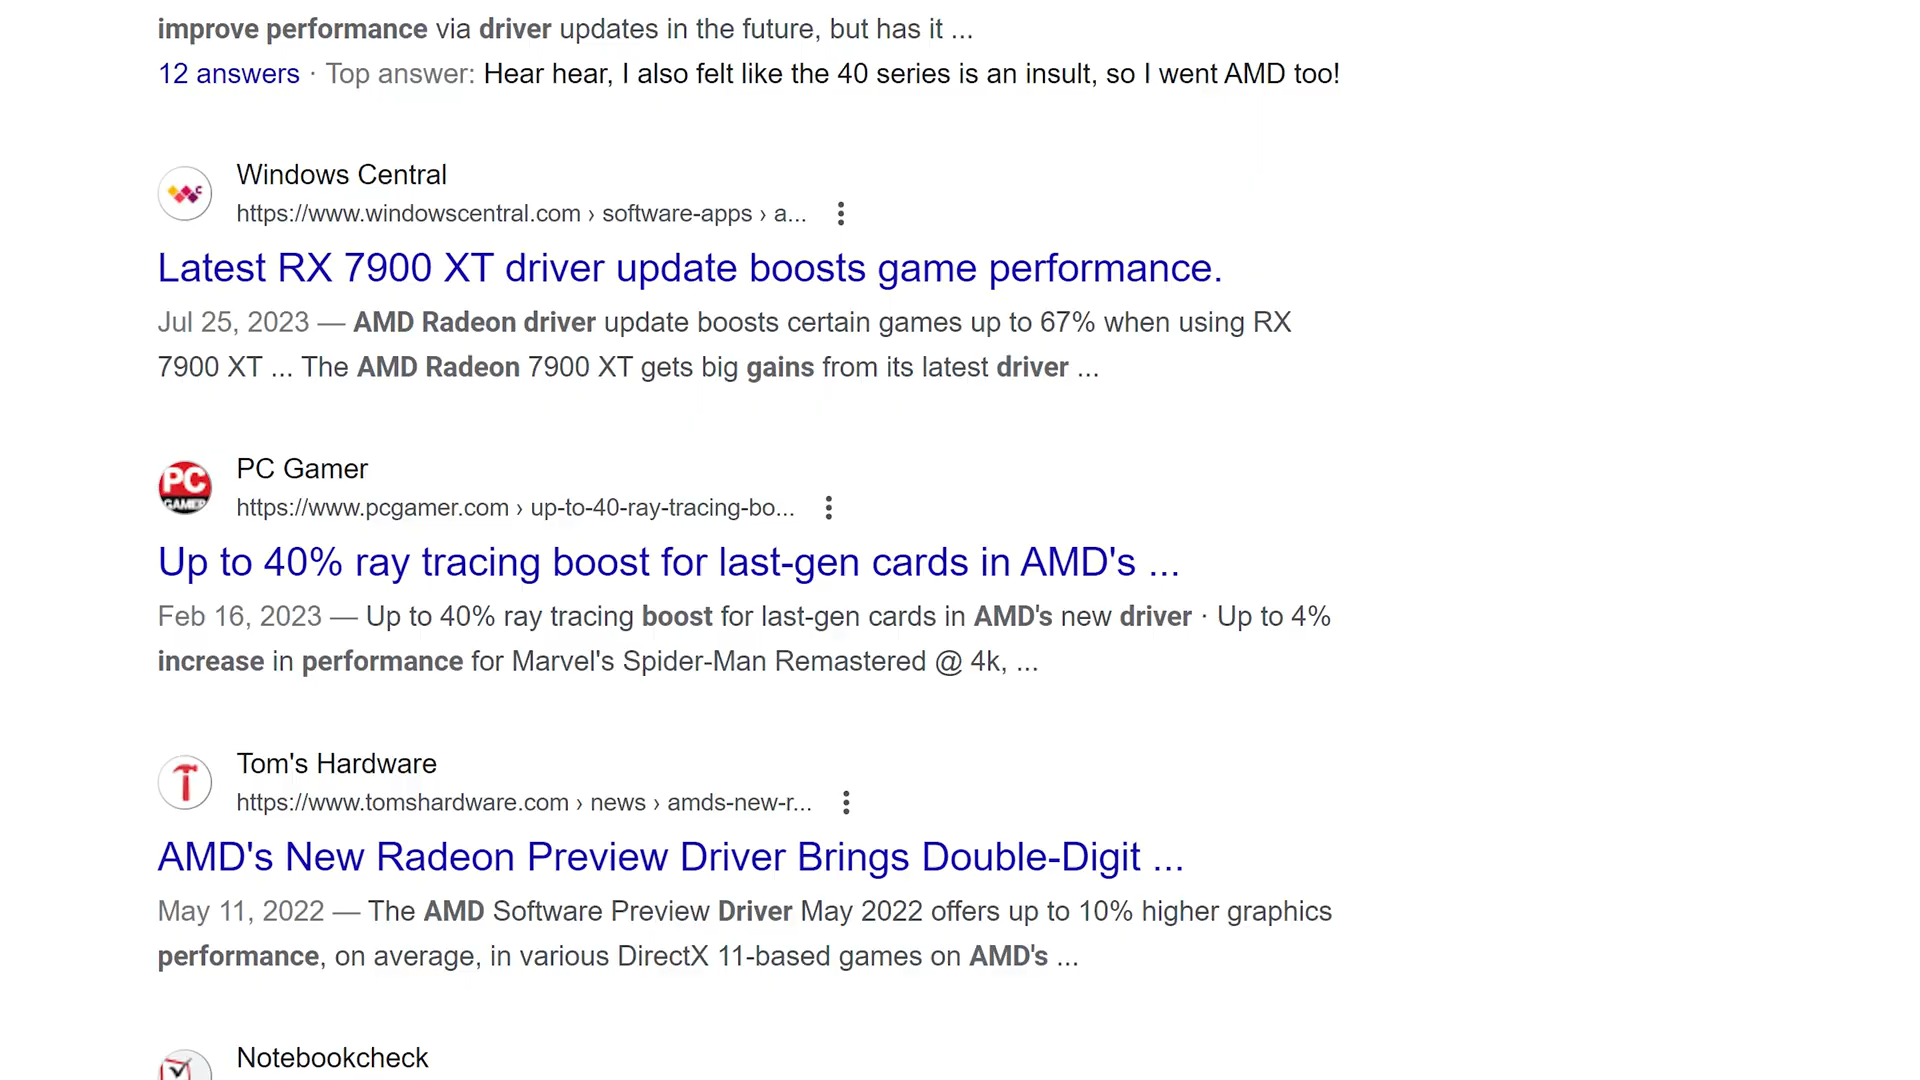 improve performance via driver updates in the future, but has it ...
12 answers · Top answer: Hear hear, I also felt like the 40 series is an insult, so I went AMD too!
Windows Central
https://www.windowscentral.com › software-apps › a...
Latest RX 7900 XT driver update boosts game performance.
Jul 25, 2023 — AMD Radeon driver update boosts certain games up to 67% when using RX
7900 XT ... The AMD Radeon 7900 XT gets big gains from its latest driver ...
PC GAMER
PC Gamer
https://www.pcgamer.com › up-to-40-ray-tracing-bo...
Up to 40% ray tracing boost for last-gen cards in AMD's ...
Feb 16, 2023 — Up to 40% ray tracing boost for last-gen cards in AMD's new driver · Up to 4%
increase in performance for Marvel's Spider-Man Remastered @ 4k, ...
Tom's Hardware
https://www.tomshardware.com › news › amds-new-r...
AMD's New Radeon Preview Driver Brings Double-Digit ...
May 11, 2022 — The AMD Software Preview Driver May 2022 offers up to 10% higher graphics
performance, on average, in various DirectX 11-based games on AMD's ...
Notebookcheck